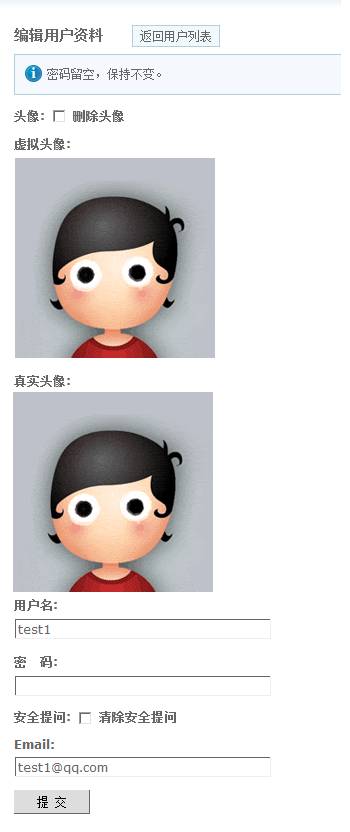 编辑用户资料 返回用户列表
密码留空，保持不变。
头像: 删除头像
虚拟头像:
真实头像:
用户名:
test1
密 码:
安全提问: 清除安全提问
Email:
test1@qq.com
提 交